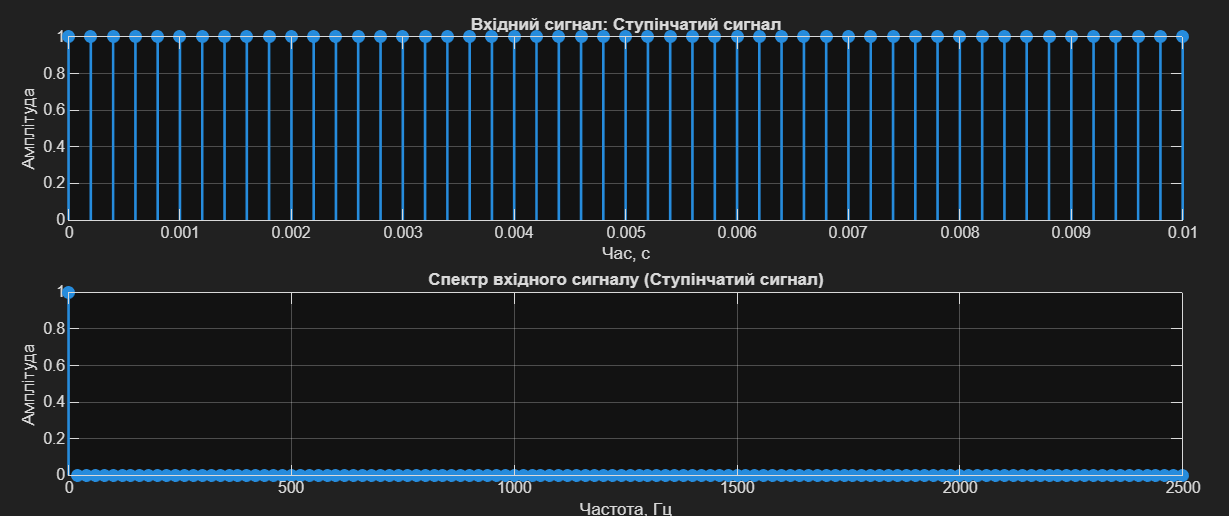 Вхідний сигнал: Ступінчатий сигнал
1
0.8
0.6
0.4
0.2
0
Амплітуда
0 0.001 0.002 0.003 0.004 0.005 0.006 0.007 0.008 0.009 0.01
Час, с
Спектр вхідного сигналу (Ступінчатий сигнал)
1
0.8
0.6
0.4
0.2
0
Амплітуда
0 500 1000 1500 2000 2500
Частота, Гц